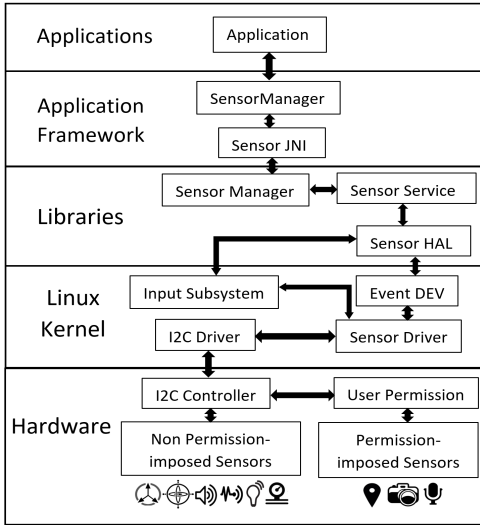 Applications
Application
Application
Framework
SensorManager
Sensor JNI
Libraries
Sensor Manager
Sensor Service
Sensor HAL
Linux
Kernel
Input Subsystem
Event DEV
I2C Driver
Sensor Driver
Hardware
I2C Controller
User Permission
Non Permission-
imposed Sensors
Permission-
imposed Sensors